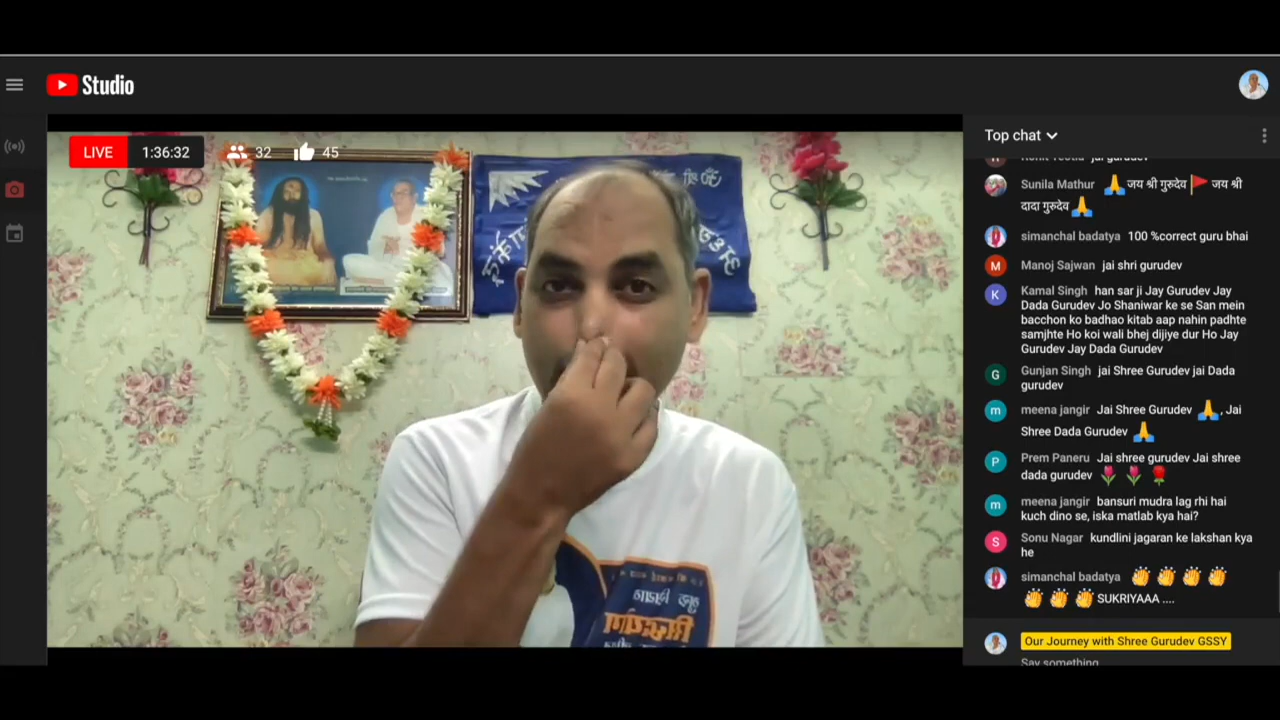 Studio
LIVE 1:36:32 32 45
Top chat
jai gurudev
Sunila Mathur 🙏जय श्री गुरुदेव🚩 जय श्री
दादा गुरुदेव🙏
simanchal badatya 100 %correct guru bhai
Manoj Sajwan jai shri gurudev
K Kamal Singh han sar ji Jay Gurudev Jay
Dada Gurudev Jo Shaniwar ke se San mein
bacchon ko badhao kitab aap nahin padhte
samjhte Ho koi wali bhej dijiye dur Ho Jay
Gurudev Jay Dada Gurudev
G Gunjan Singh jai Shree Gurudev jai Dada
gurudev
m meena jangir Jai Shree Gurudev 🙏, Jai
Shree Dada Gurudev 🙏
P Prem Paneru Jai shree gurudev Jai shree
dada gurudev 🌷 🌷 🌹
m meena jangir bansuri mudra lag rhi hai
kuch dino se, iska matlab kya hai?
S Sonu Nagar kundlini jagaran ke lakshan kya
he
simanchal badatya 👏 👏 👏 👏
👏 👏 👏 SUKRIYAAA ....
Our Journey with Shree Gurudev GSSY
Say something